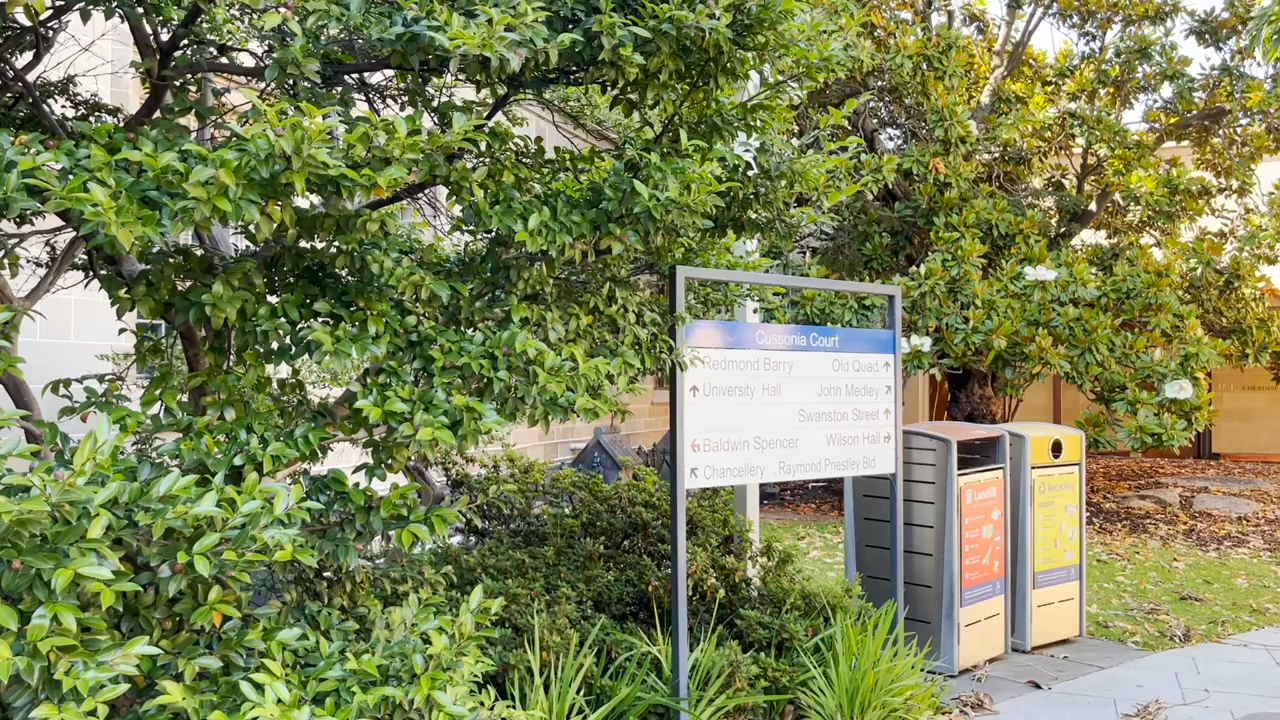 Cussonia Court
Redmond Barry Old Quad
University Hall John Medley
Swanston Street
Baldwin Spencer Wilson Hall
Chancellery , Raymond Priestley Bld
Landfill
Recycling